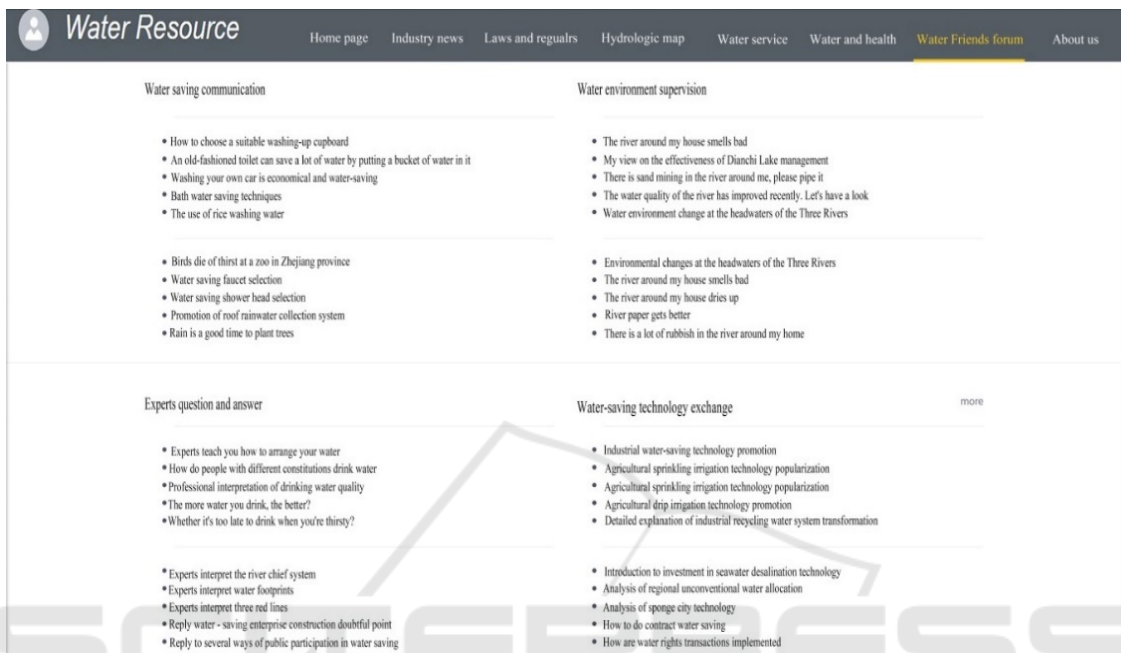 Water Resource
Home page Industry news Laws and regualrs Hydrologic map Water service Water and health Water Friends forum About us
Water saving communication
• How to choose a suitable washing-up cupboard
• An old-fashioned toilet can save a lot of water by putting a bucket of water in it
• Washing your own car is economical and water-saving
• Bath water saving techniques
• The use of rice washing water
• Birds die of thirst at a zoo in Zhejiang province
• Water saving faucet selection
• Water saving shower head selection
• Promotion of roof rainwater collection system
• Rain is a good time to plant trees
Water environment supervision
• The river around my house smells bad
• My view on the effectiveness of Dianchi Lake management
• There is sand mining in the river around me, please pipe it
• The water quality of the river has improved recently. Let's have a look
• Water environment change at the headwaters of the Three Rivers
• Environmental changes at the headwaters of the Three Rivers
• The river around my house smells bad
• The river around my house dries up
• River paper gets better
• There is a lot of rubbish in the river around my home
Experts question and answer
• Experts teach you how to arrange your water
• How do people with different constitutions drink water
• Professional interpretation of drinking water quality
• The more water you drink, the better?
• Whether it's too late to drink when you're thirsty?
• Experts interpret the river chief system
• Experts interpret water footprints
• Experts interpret three red lines
• Reply water - saving enterprise construction doubtful point
• Reply to several ways of public participation in water saving
Water-saving technology exchange more
• Industrial water-saving technology promotion
• Agricultural sprinkling irrigation technology popularization
• Agricultural sprinkling irrigation technology popularization
• Agricultural drip irrigation technology promotion
• Detailed explanation of industrial recycling water system transformation
• Introduction to investment in seawater desalination technology
• Analysis of regional unconventional water allocation
• Analysis of sponge city technology
• How to do contract water saving
• How are water rights transactions implemented